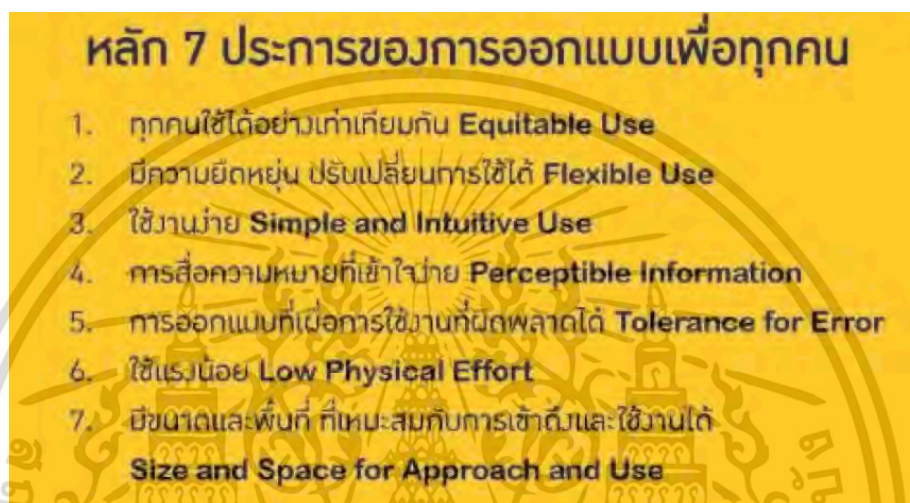 หลัก 7 ประการของการออกแบบเพื่อทุกคน
1. ทุกคนใช้ได้อย่างเท่าเทียมกัน Equitable Use
2. มีความยืดหยุ่น ปรับเปลี่ยนการใช้ได้ Flexible Use
3. ใช้งานง่าย Simple and Intuitive Use
4. การสื่อความหมายที่เข้าใจง่าย Perceptible Information
5. การออกแบบที่เผื่อการใช้งานที่ผิดพลาดได้ Tolerance for Error
6. ใช้แรงน้อย Low Physical Effort
7. มีขนาดและพื้นที่ ที่เหมะสมกับการเข้าถึงและใช้งานได้
Size and Space for Approach and Use